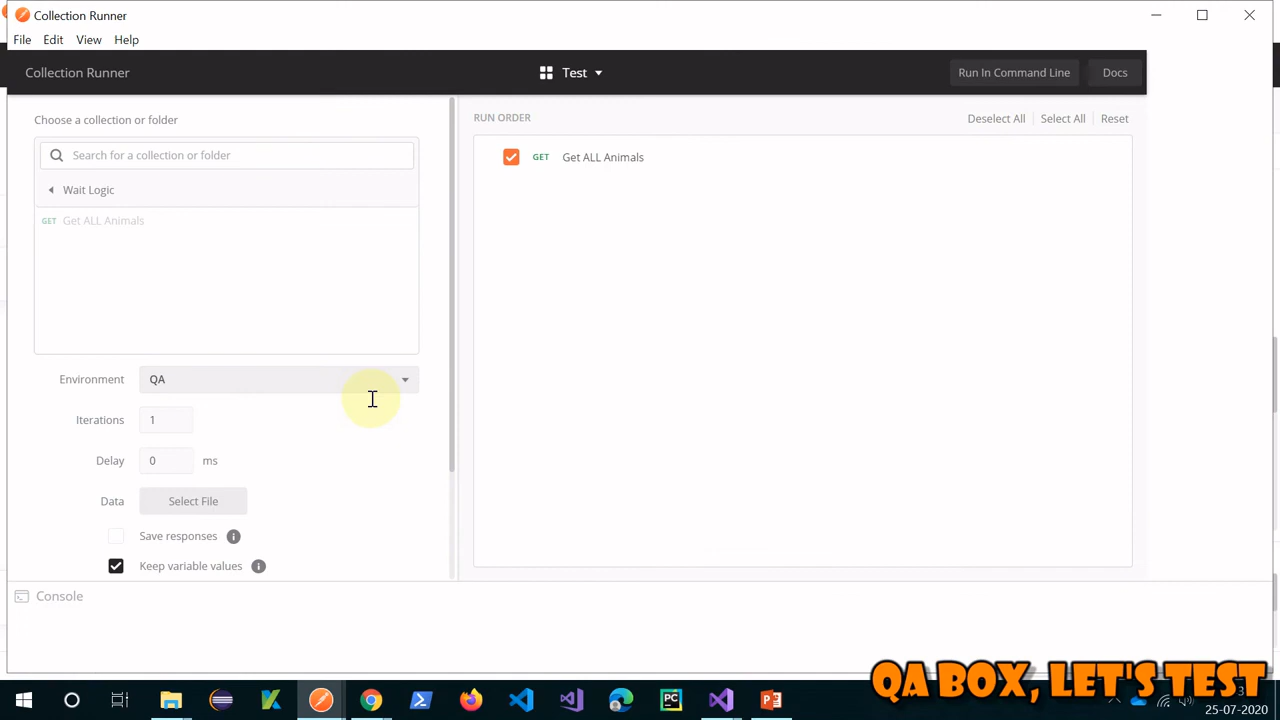 Collection Runner
File Edit View Help
Collection Runner
Test
Run In Command Line
Docs
Choose a collection or folder
Search for a collection or folder
Wait Logic
GET Get ALL Animals
RUN ORDER
Deselect All
Select All
Reset
GET Get ALL Animals
Environment QA
Iterations 1
Delay 0 ms
Data Select File
Save responses
Keep variable values
Console
QA BOX, LET'S TEST
25-07-2020